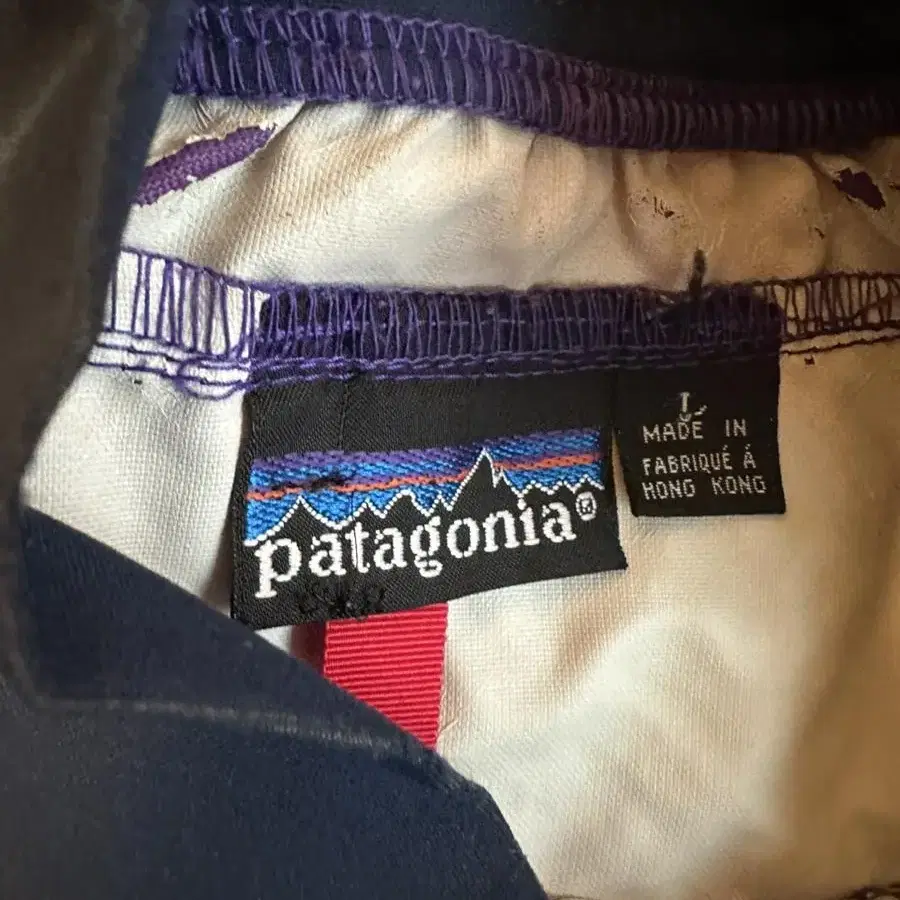 patagonia®
MADE IN
FABRIQUÉ Á
HONG KONG